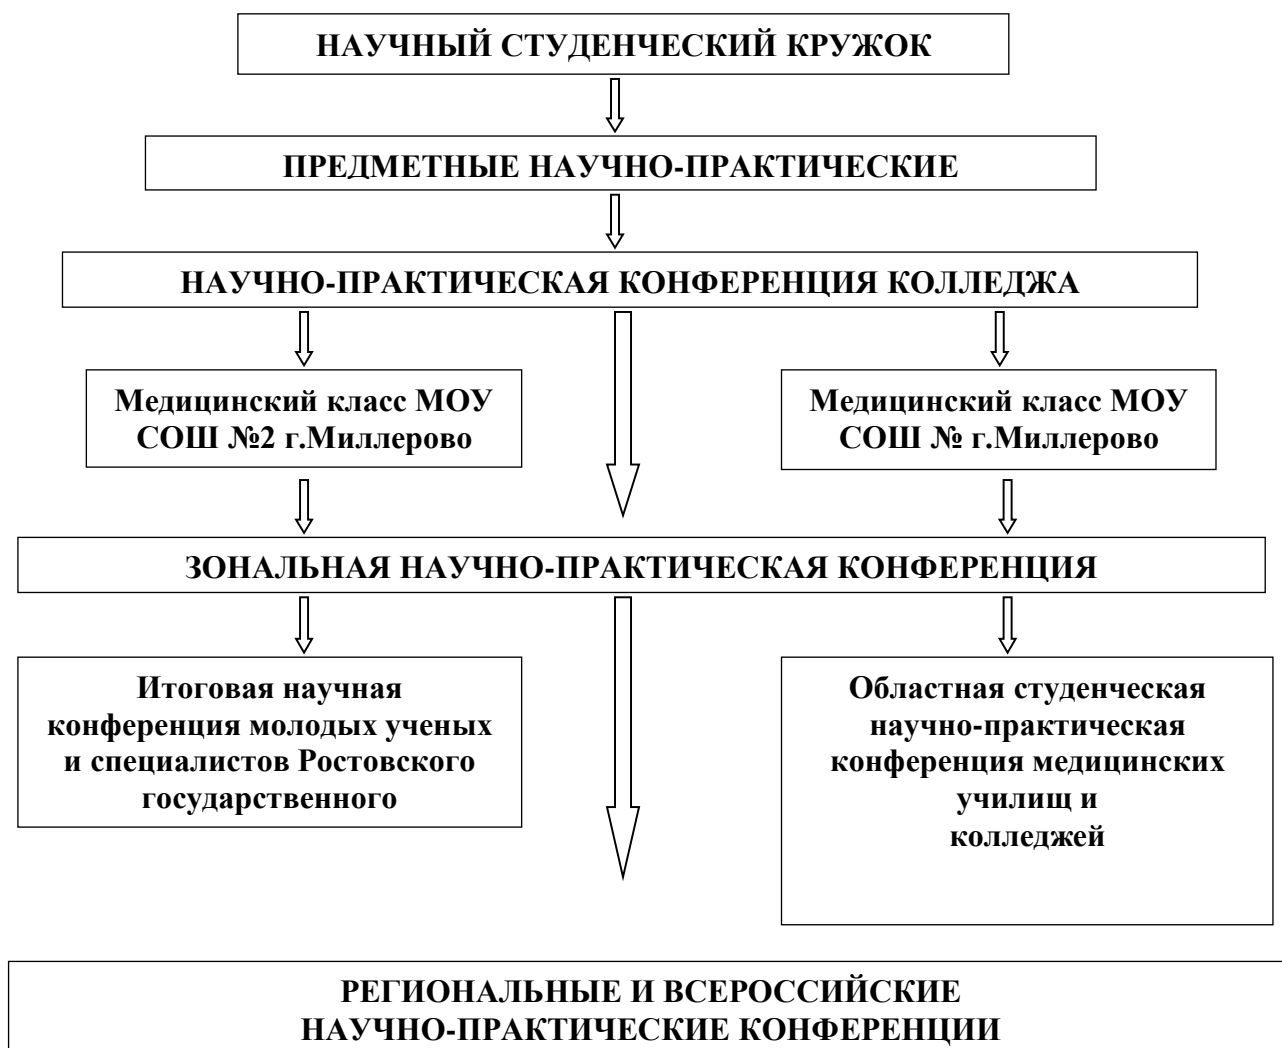 НАУЧНЫЙ СТУДЕНЧЕСКИЙ КРУЖОК
ПРЕДМЕТНЫЕ НАУЧНО-ПРАКТИЧЕСКИЕ
НАУЧНО-ПРАКТИЧЕСКАЯ КОНФЕРЕНЦИЯ КОЛЛЕДЖА
Медицинский класс МОУ
СОШ №2 г.Миллерово
Медицинский класс МОУ
СОШ № г.Миллерово
ЗОНАЛЬНАЯ НАУЧНО-ПРАКТИЧЕСКАЯ КОНФЕРЕНЦИЯ
Итоговая научная
конференция молодых ученых
и специалистов Ростовского
государственного
Областная студенческая
научно-практическая
конференция медицинских
училищ и
колледжей
РЕГИОНАЛЬНЫЕ И ВСЕРОССИЙСКИЕ
НАУЧНО-ПРАКТИЧЕСКИЕ КОНФЕРЕНЦИИ